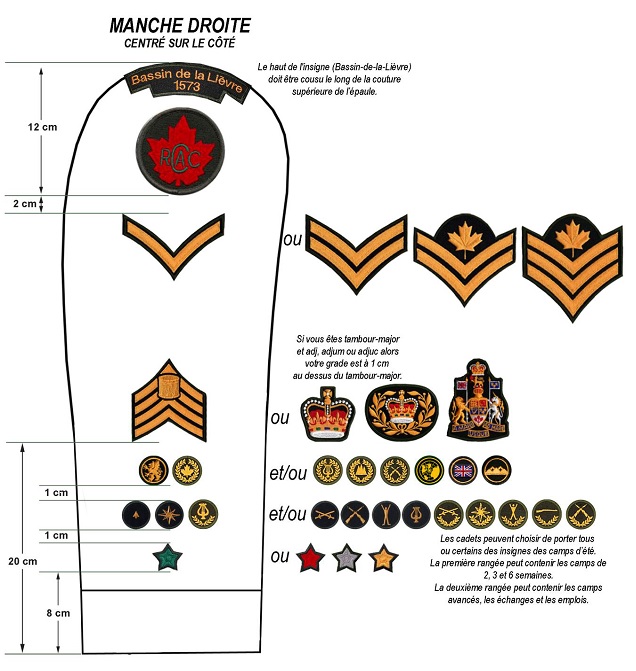 MANCHE DROITE
CENTRÉ SUR LE CÔTÉ
Le haut de l'insigne (Bassin-de-la-Lièvre)
doit être cousu le long de la couture
supérieure de l'épaule.
Bassin de la Lièvre
1573
12 cm
RCAC
2 cm
ou
Si vous êtes tambour-major
et adj, adjum ou adjuc alors
votre grade est à 1 cm
au dessus du tambour-major.
ou
et/ou
1 cm
et/ou
1 cm
20 cm
ou
Les cadets peuvent choisir de porter tous
ou certains des insignes des camps d'été.
La première rangée peut contenir les camps de
2, 3 et 6 semaines.
La deuxième rangée peut contenir les camps
avancés, les échanges et les emplois.
8 cm